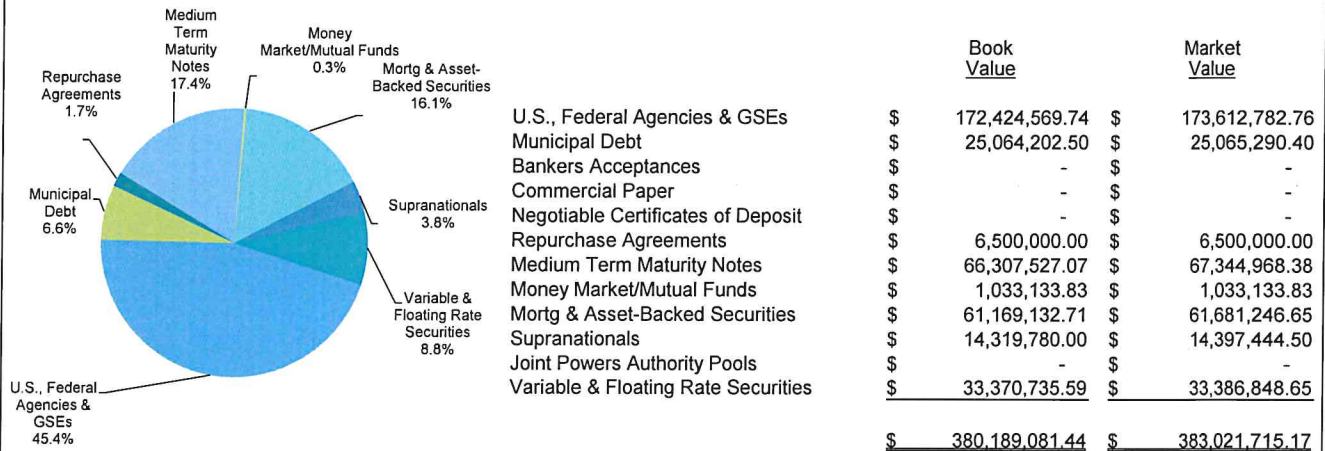 Medium
Term
Maturity
Notes
17.4%
Money
Market/Mutual Funds
0.3%
Mortg & Asset-
Backed Securities
16.1%
Repurchase
Agreements
1.7%
Municipal
Debt
6.6%
Supranationals
3.8%
Variable &
Floating Rate
Securities
8.8%
U.S., Federal
Agencies &
GSEs
45.4%
Book Market
Value Value
U.S., Federal Agencies & GSEs $ 172,424,569.74 $ 173,612,782.76
Municipal Debt $ 25,064,202.50 $ 25,065,290.40
Bankers Acceptances $ - $ -
Commercial Paper $ - $ -
Negotiable Certificates of Deposit $ - $ -
Repurchase Agreements $ 6,500,000.00 $ 6,500,000.00
Medium Term Maturity Notes $ 66,307,527.07 $ 67,344,968.38
Money Market/Mutual Funds $ 1,033,133.83 $ 1,033,133.83
Mortg & Asset-Backed Securities $ 61,169,132.71 $ 61,681,246.65
Supranationals $ 14,319,780.00 $ 14,397,444.50
Joint Powers Authority Pools $ - $ -
Variable & Floating Rate Securities $ 33,370,735.59 $ 33,386,848.65
$ 380,189,081.44 $ 383,021,715.17